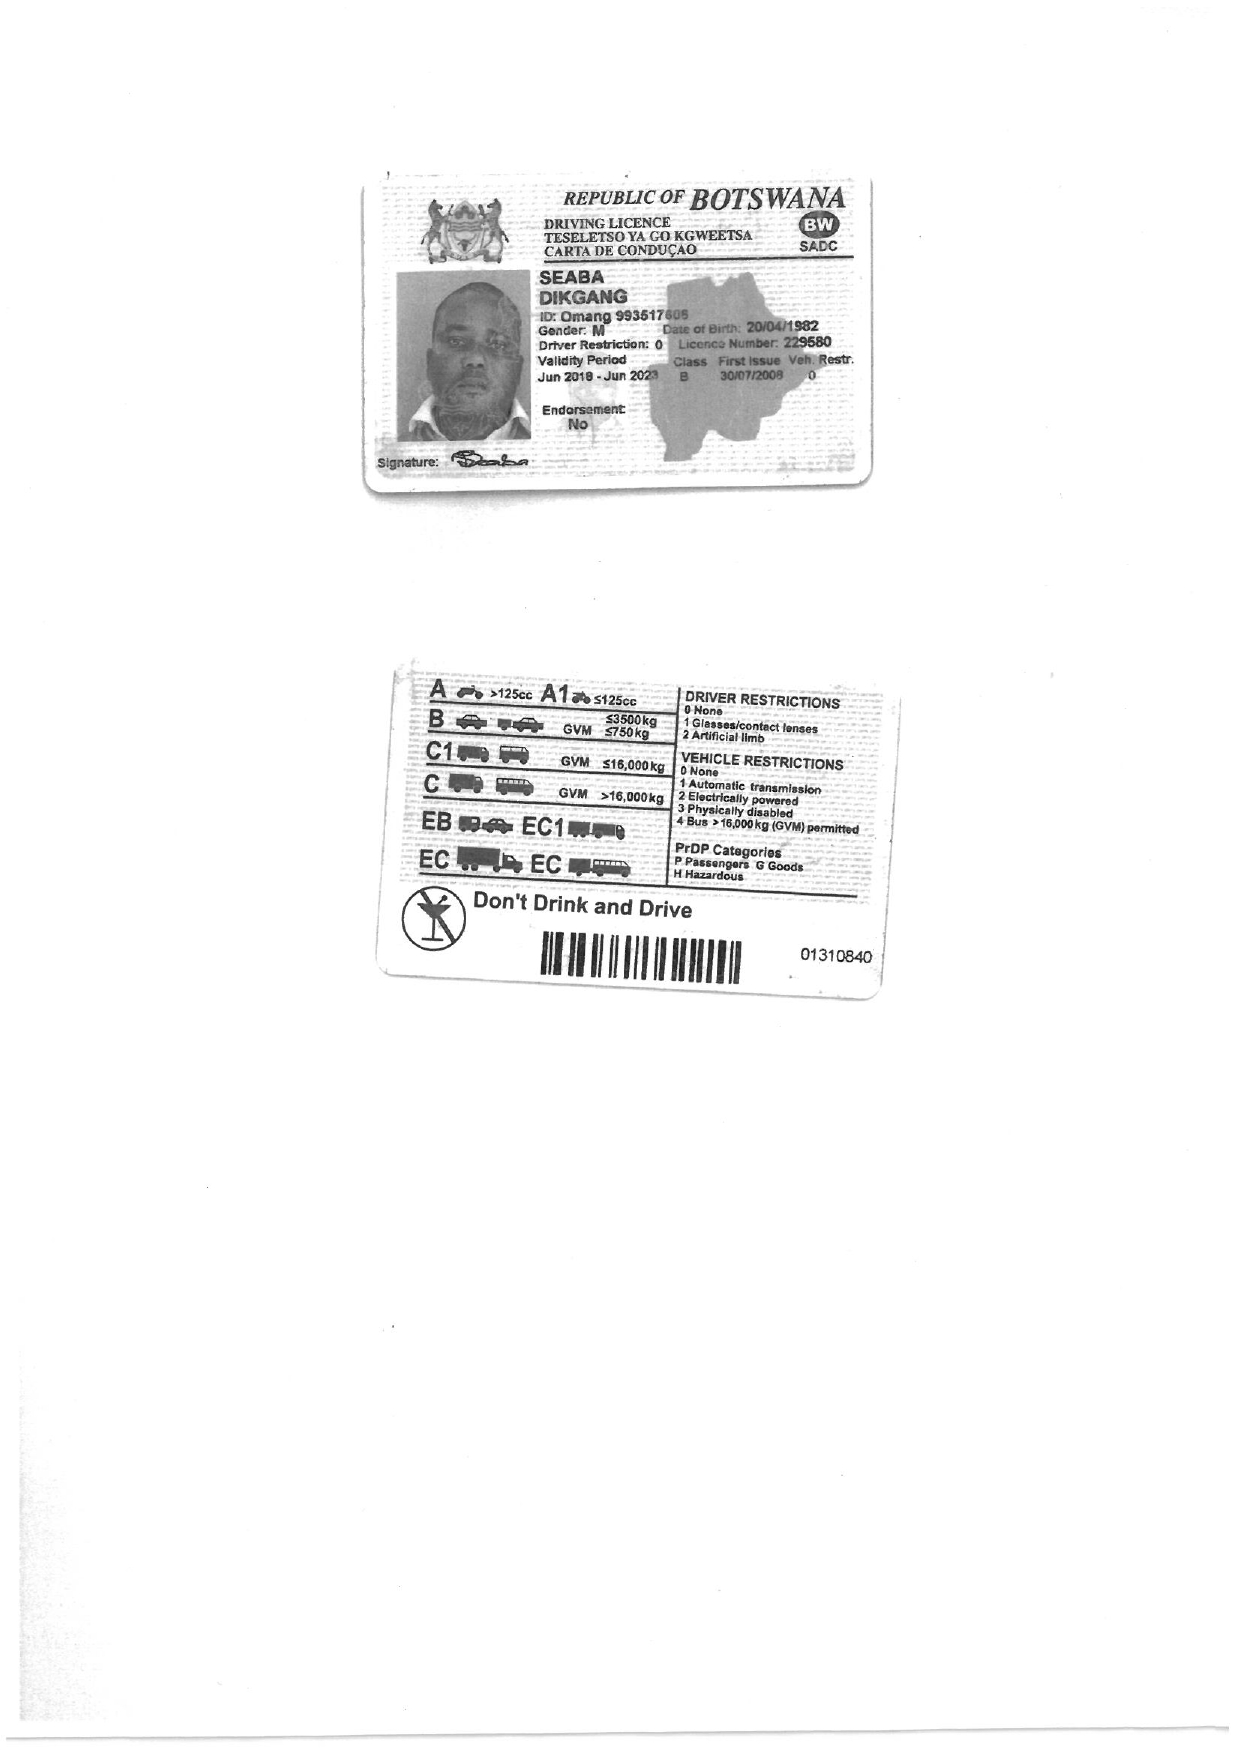 REPUBLIC OF BOTSWANA
DRIVING LICENCE
TESELETSO YA GO KGWEETSA
CARTA DE CONDUÇAO
BW
SADC
SEABA
DIKGANG
ID: Omang 993517605
Gender: M Date of Birth: 20/04/1982
Driver Restriction: 0 Licence Number: 229580
Validity Period Class First Issue Veh. Restr.
Jun 2018 - Jun 2023 B 30/07/2008 0
Endorsement
No
Signature: Seaba
A >125cc A1 ≤125cc
B GVM ≤3500kg
≤750kg
C1 GVM ≤16,000kg
C GVM >16,000kg
EB EC1
EC EC
DRIVER RESTRICTIONS
0 None
1 Glasses/contact lenses
2 Artificial limb
VEHICLE RESTRICTIONS
0 None
1 Automatic transmission
2 Electrically powered
3 Physically disabled
4 Bus >16,000kg (GVM) permitted
PrDP Categories
P Passengers G Goods
H Hazardous
Don't Drink and Drive
01310840